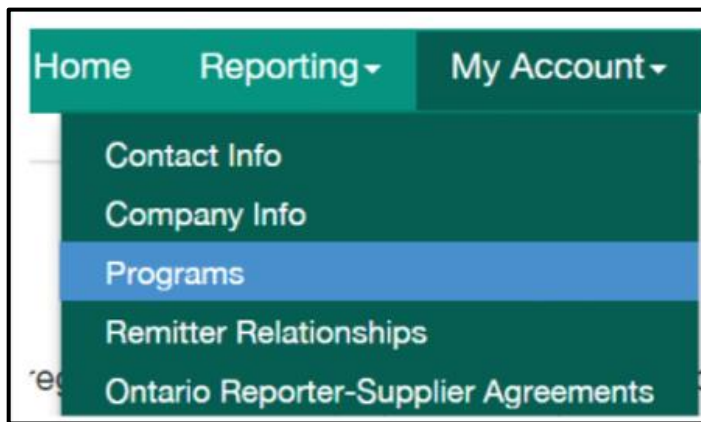 Home Reporting My Account
Contact Info
Company Info
Programs
Remitter Relationships
Ontario Reporter-Supplier Agreements